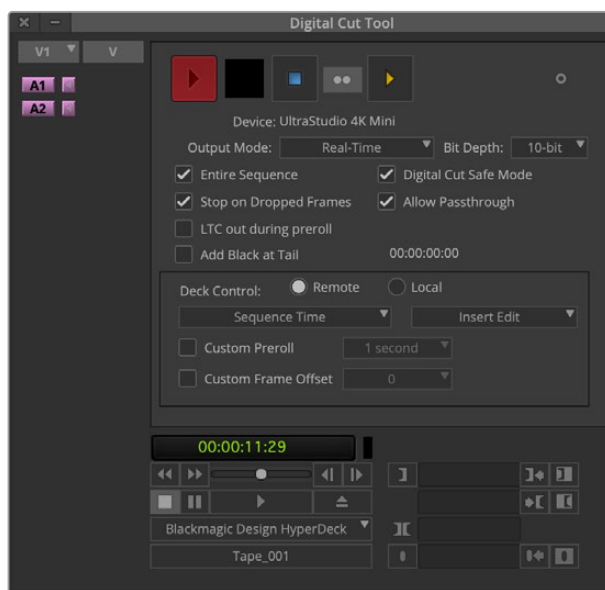 Digital Cut Tool
V1 V
A1
A2
Device: UltraStudio 4K Mini
Output Mode: Real-Time Bit Depth: 10-bit
Entire Sequence Digital Cut Safe Mode
Stop on Dropped Frames Allow Passthrough
LTC out during preroll
Add Black at Tail 00:00:00:00
Deck Control: Remote Local
Sequence Time Insert Edit
Custom Preroll 1 second
Custom Frame Offset 0
00:00:11:29
Blackmagic Design HyperDeck
Tape_001